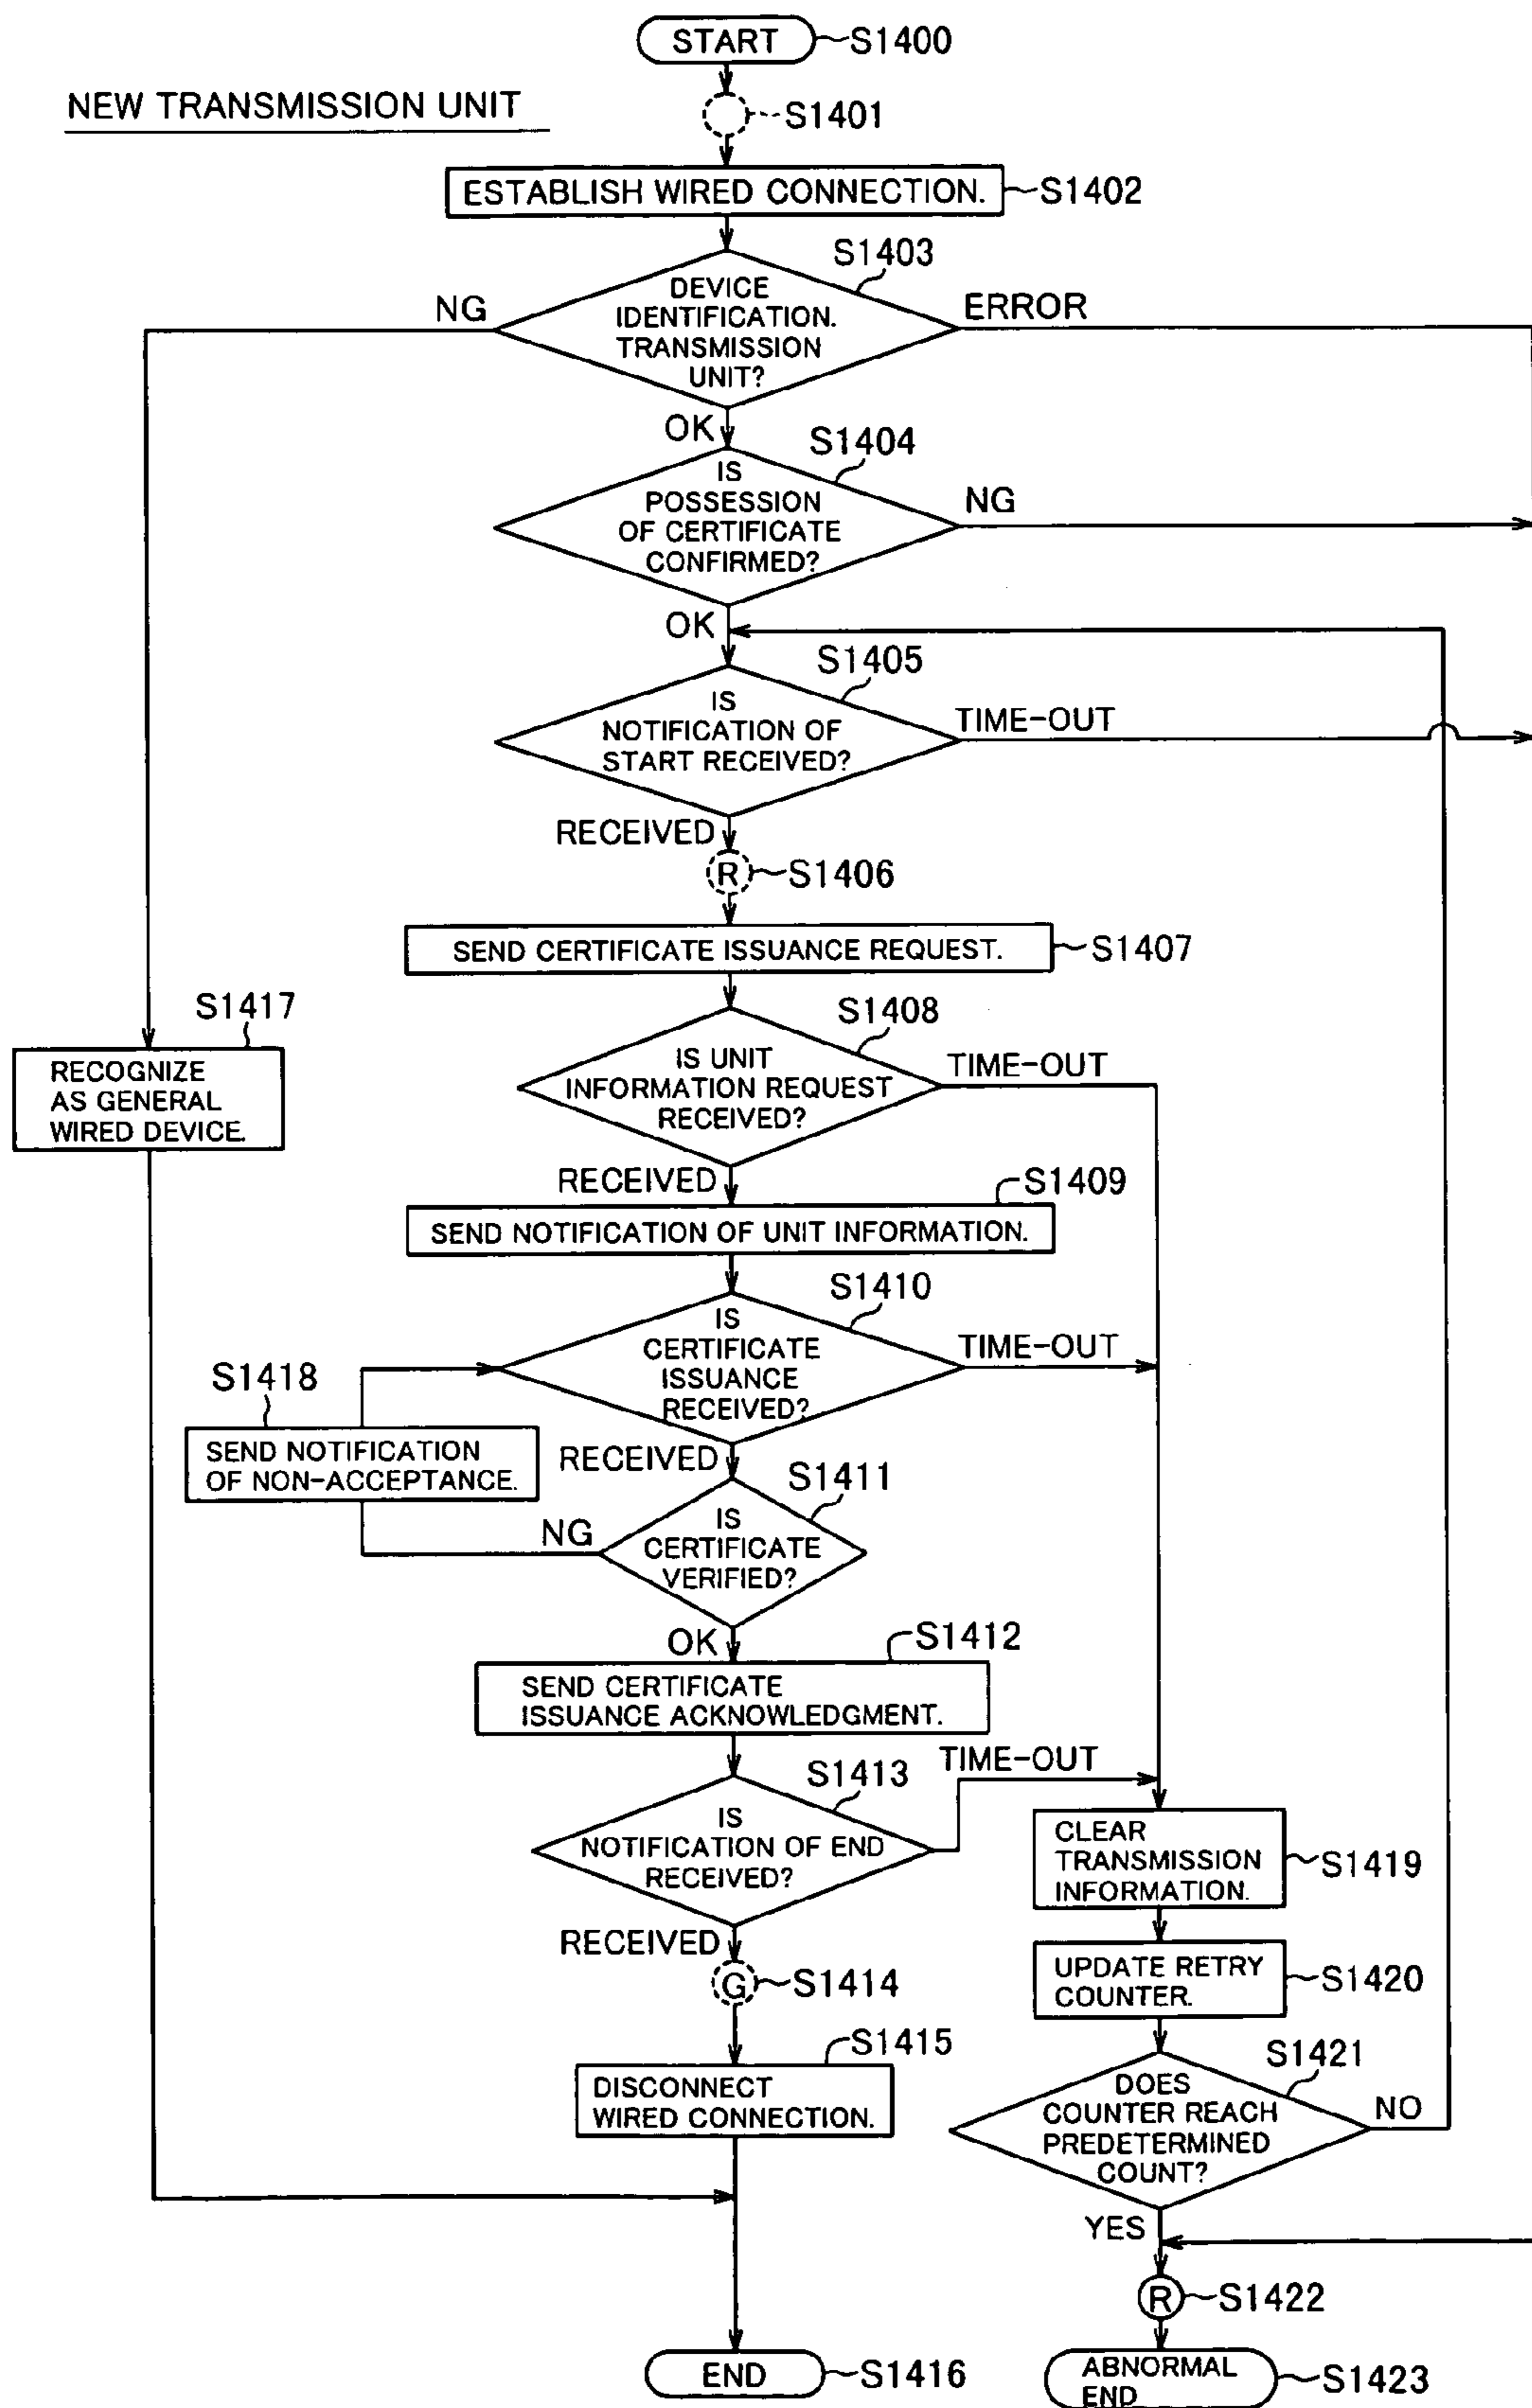 START
S1400
NEW TRANSMISSION UNIT
S1401
ESTABLISH WIRED CONNECTION.
S1402
S1403
DEVICE
IDENTIFICATION.
TRANSMISSION
UNIT?
NG
ERROR
OK
S1404
IS
POSSESSION
OF CERTIFICATE
CONFIRMED?
NG
OK
S1405
IS
NOTIFICATION OF
START RECEIVED?
TIME-OUT
RECEIVED
R
S1406
SEND CERTIFICATE ISSUANCE REQUEST.
S1407
S1417
RECOGNIZE
AS GENERAL
WIRED DEVICE.
S1408
IS UNIT
INFORMATION REQUEST
RECEIVED?
TIME-OUT
RECEIVED
S1409
SEND NOTIFICATION OF UNIT INFORMATION.
S1410
IS
CERTIFICATE
ISSUANCE
RECEIVED?
TIME-OUT
S1418
SEND NOTIFICATION
OF NON-ACCEPTANCE.
RECEIVED
S1411
IS
CERTIFICATE
VERIFIED?
NG
OK
S1412
SEND CERTIFICATE
ISSUANCE ACKNOWLEDGMENT.
S1413
IS
NOTIFICATION OF END
RECEIVED?
TIME-OUT
CLEAR
TRANSMISSION
INFORMATION.
S1419
RECEIVED
G
S1414
UPDATE RETRY
COUNTER.
S1420
S1415
DISCONNECT
WIRED CONNECTION.
S1421
DOES
COUNTER REACH
PREDETERMINED
COUNT?
NO
YES
R
S1422
END
S1416
ABNORMAL
END
S1423